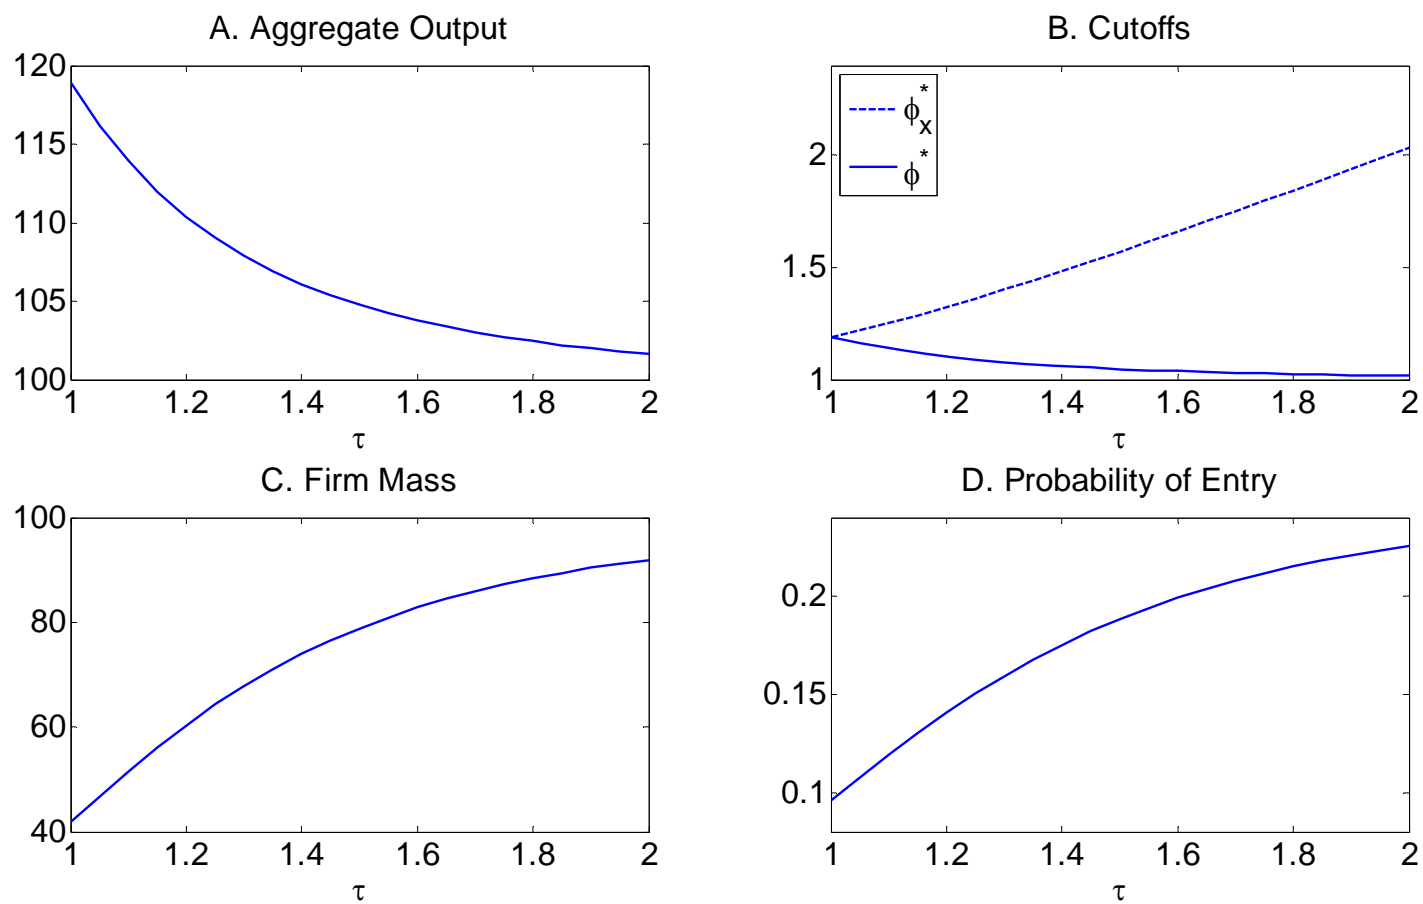 A. Aggregate Output
120
115
110
105
100
1 1.2 1.4 1.6 1.8 2
τ
B. Cutoffs
ϕ*x
ϕ*
2
1.5
1
1 1.2 1.4 1.6 1.8 2
τ
C. Firm Mass
100
80
60
40
1 1.2 1.4 1.6 1.8 2
τ
D. Probability of Entry
0.2
0.15
0.1
1 1.2 1.4 1.6 1.8 2
τ